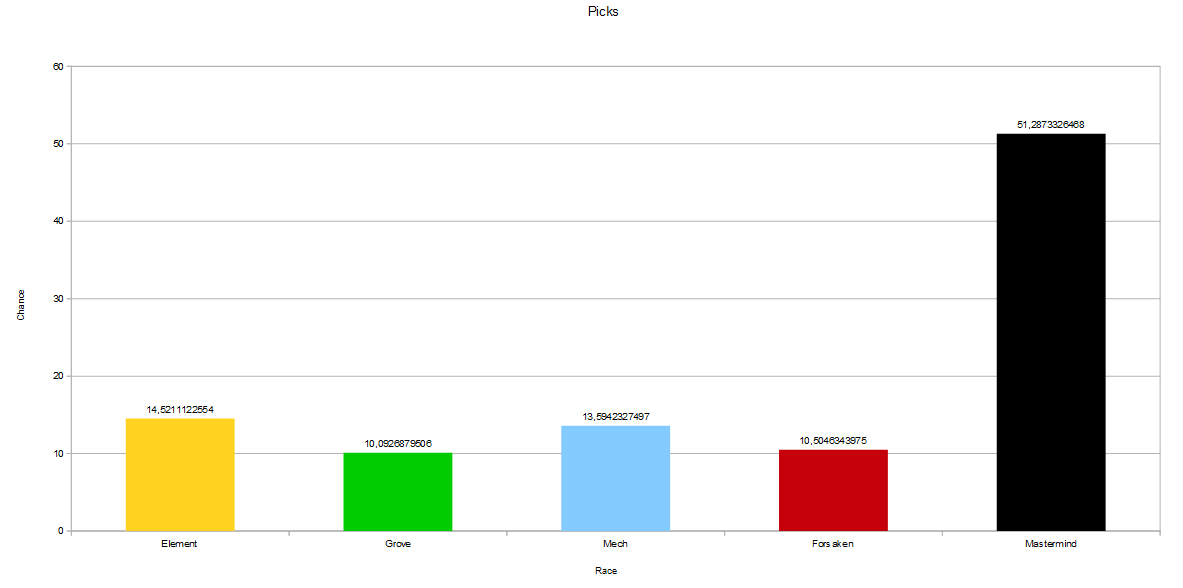 Picks
60
51,2873326468
50
40
Chance
30
20
14,5211122554
13,5942327497
10,0926879506
10,5046343975
10
0
Element
Grove
Mech
Forsaken
Mastermind
Race